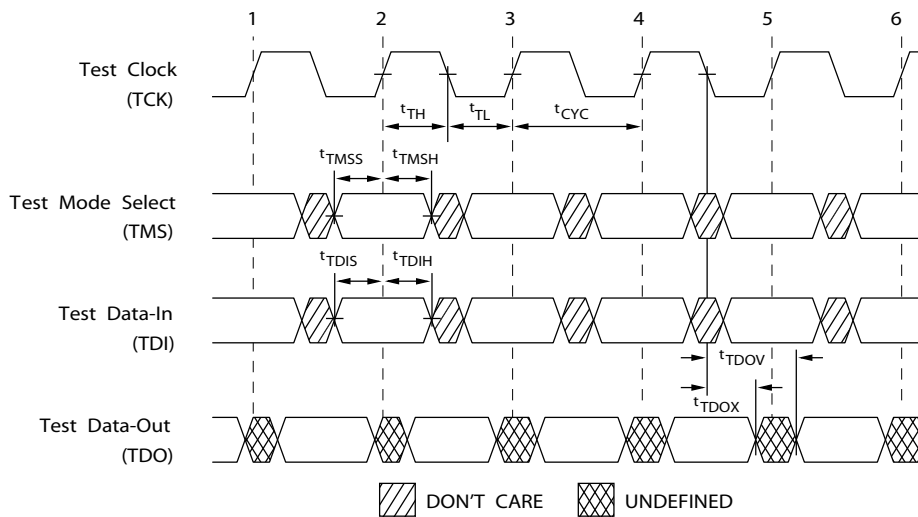 1 2 3 4 5 6
Test Clock
(TCK)
tTH tTL tCYC
tTMSS tTMSH
Test Mode Select
(TMS)
tTDIS tTDIH
Test Data-In
(TDI)
tTDOV
tTDOX
Test Data-Out
(TDO)
DON'T CARE UNDEFINED